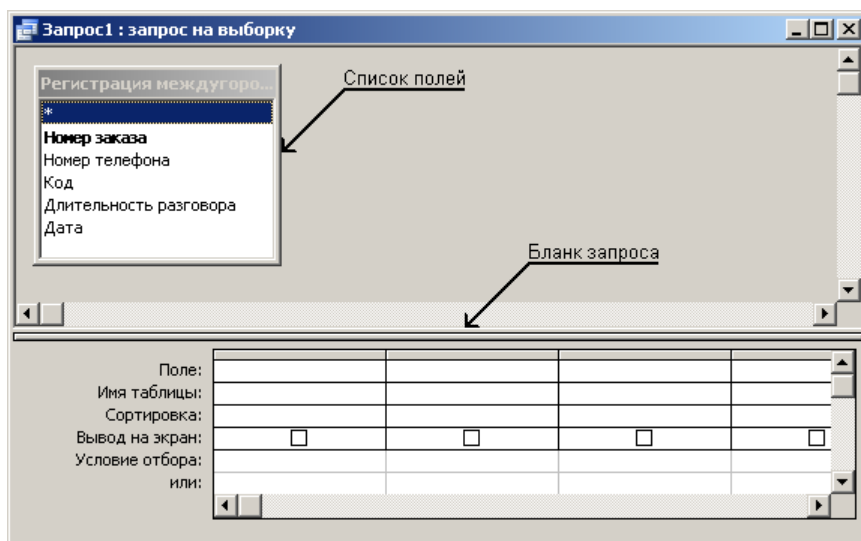 Запрос1 : запрос на выборку
Регистрация междугоро...
Список полей
*
Номер заказа
Номер телефона
Код
Длительность разговора
Дата
Бланк запроса
Поле:
Имя таблицы:
Сортировка:
Вывод на экран:
Условие отбора:
или: